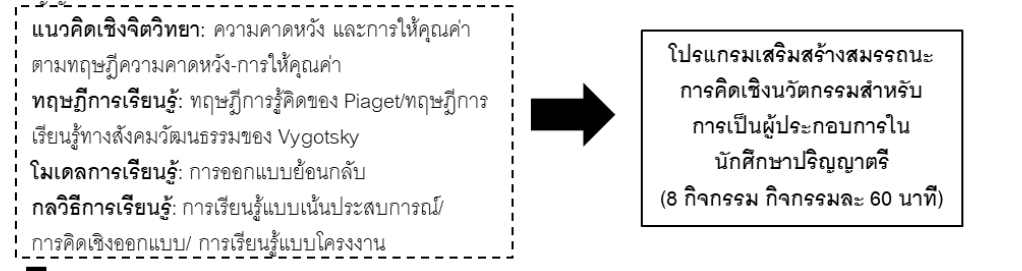 แนวคิดเชิงจิตวิทยา: ความคาดหวัง และการให้คุณค่า
ตามทฤษฎีความคาดหวัง-การให้คุณค่า
ทฤษฎีการเรียนรู้: ทฤษฎีการรู้คิดของ Piaget/ทฤษฎีการ
เรียนรู้ทางสังคมวัฒนธรรมของ Vygotsky
โมเดลการเรียนรู้: การออกแบบย้อนกลับ
กลวิธีการเรียนรู้: การเรียนรู้แบบเน้นประสบการณ์/
การคิดเชิงออกแบบ/ การเรียนรู้แบบโครงงาน
โปรแกรมเสริมสร้างสมรรถนะ
การคิดเชิงนวัตกรรมสำหรับ
การเป็นผู้ประกอบการใน
นักศึกษาปริญญาตรี
(8 กิจกรรม กิจกรรมละ 60 นาที)